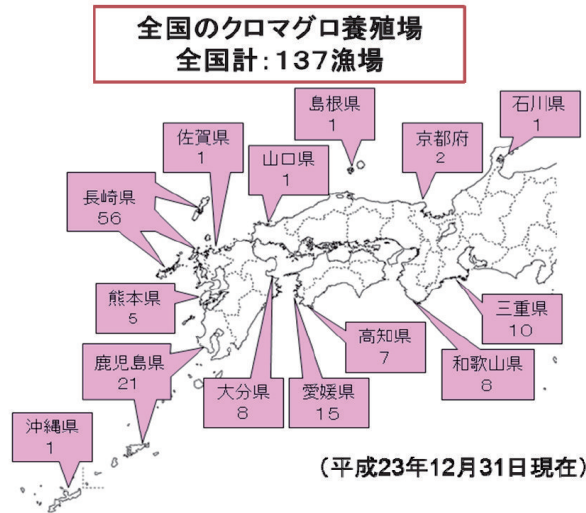 全国のクロマグロ養殖場
全国計：137漁場
島根県
1
石川県
1
佐賀県
1
山口県
1
京都府
2
長崎県
56
熊本県
5
三重県
10
高知県
7
和歌山県
8
鹿児島県
21
大分県
8
愛媛県
15
沖縄県
1
（平成23年12月31日現在）